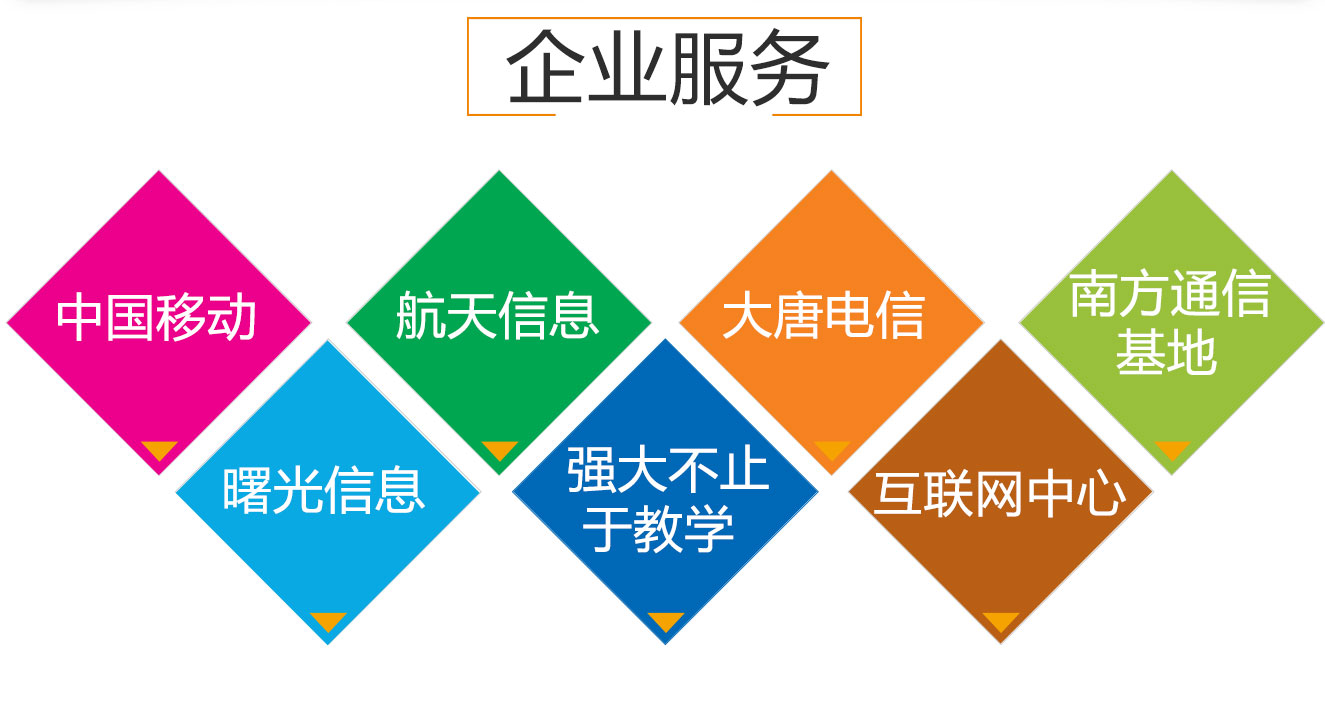 企业服务
中国移动
航天信息
大唐电信
南方通信
基地
曙光信息
强大不止
于教学
互联网中心